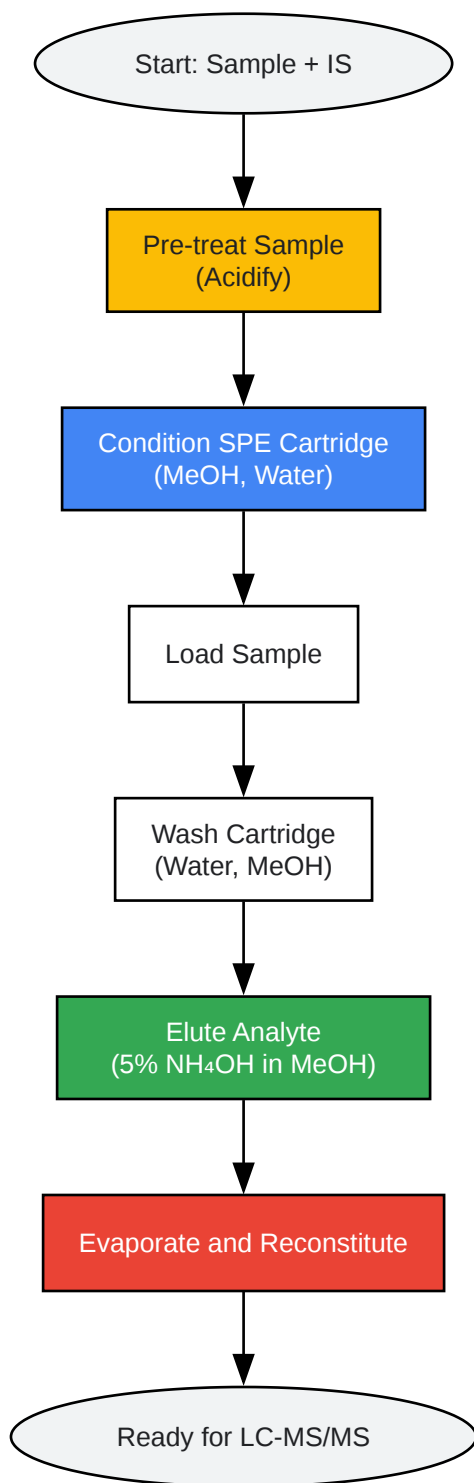 Start: Sample + IS
Pre-treat Sample
(Acidify)
Condition SPE Cartridge
(MeOH, Water)
Load Sample
Wash Cartridge
(Water, MeOH)
Elute Analyte
(5% NH₄OH in MeOH)
Evaporate and Reconstitute
Ready for LC-MS/MS